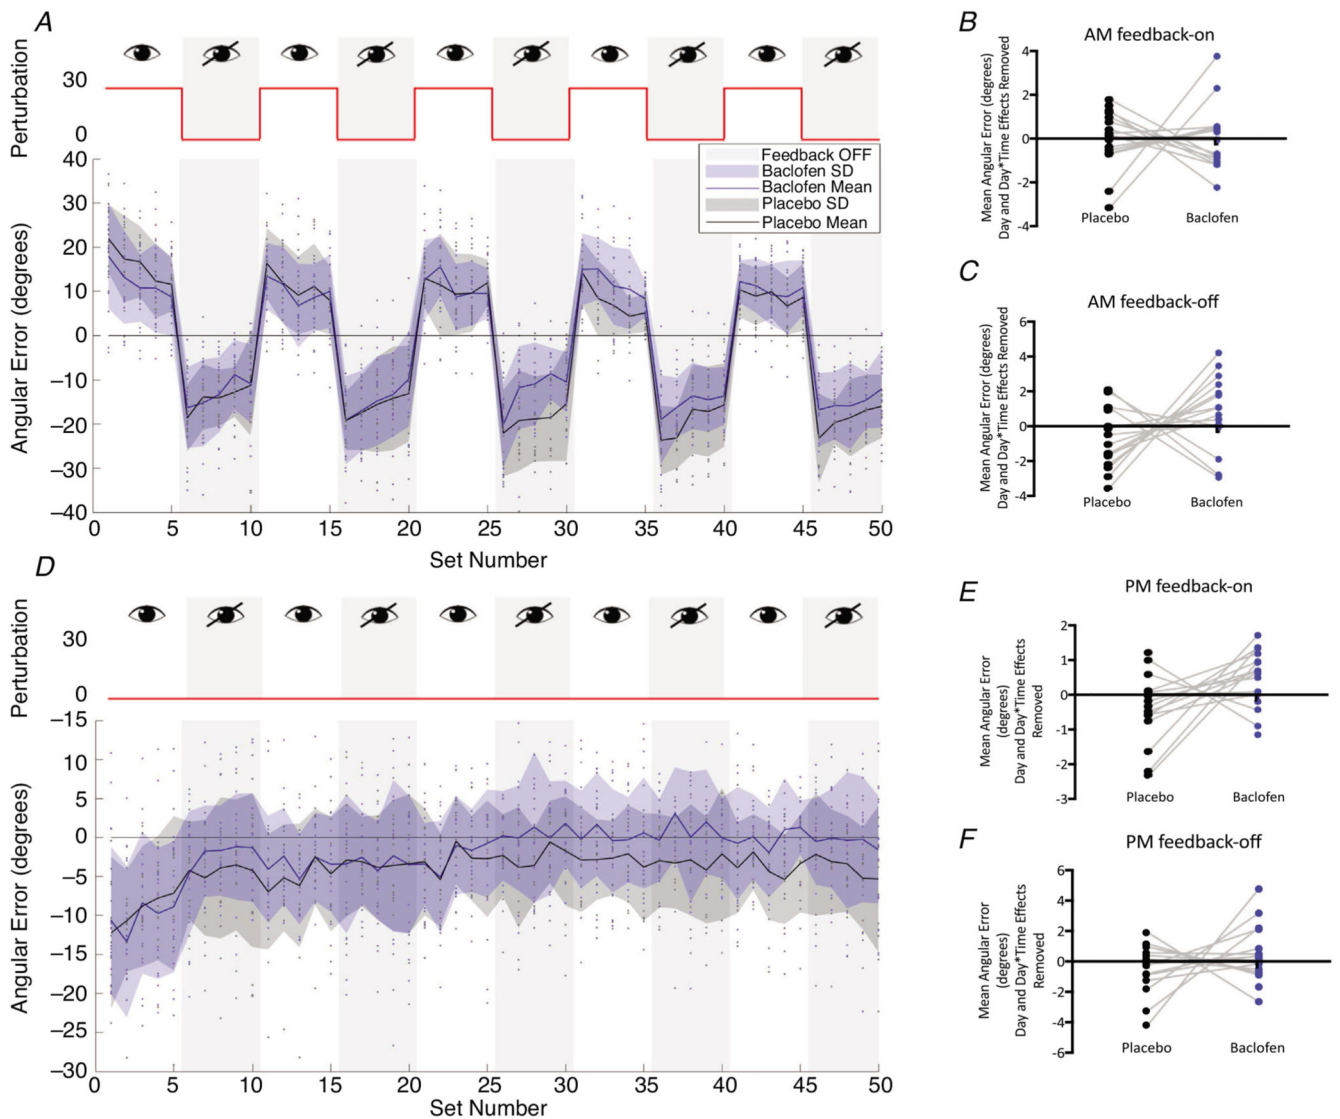 A
Perturbation
30
0
Feedback OFF
Baclofen SD
Baclofen Mean
Placebo SD
Placebo Mean
Angular Error (degrees)
40
30
20
10
0
−10
−20
−30
−40
0 5 10 15 20 25 30 35 40 45 50
Set Number
B
AM feedback-on
Mean Angular Error (degrees)
Day and Day*Time Effects Removed
4
2
0
-2
-4
Placebo Baclofen
C
AM feedback-off
Mean Angular Error (degrees)
Day and Day*Time Effects Removed
6
4
2
0
-2
-4
Placebo Baclofen
D
Perturbation
30
0
Angular Error (degrees)
−15
10
5
0
−5
−10
−15
−20
−25
−30
0 5 10 15 20 25 30 35 40 45 50
Set Number
E
PM feedback-on
Mean Angular Error
(degrees)
Day and Day*Time Effects
Removed
2
1
0
-1
-2
-3
Placebo Baclofen
F
PM feedback-off
Mean Angular Error
(degrees)
Day and Day*Time Effects
Removed
6
4
2
0
-2
-4
-6
Placebo Baclofen